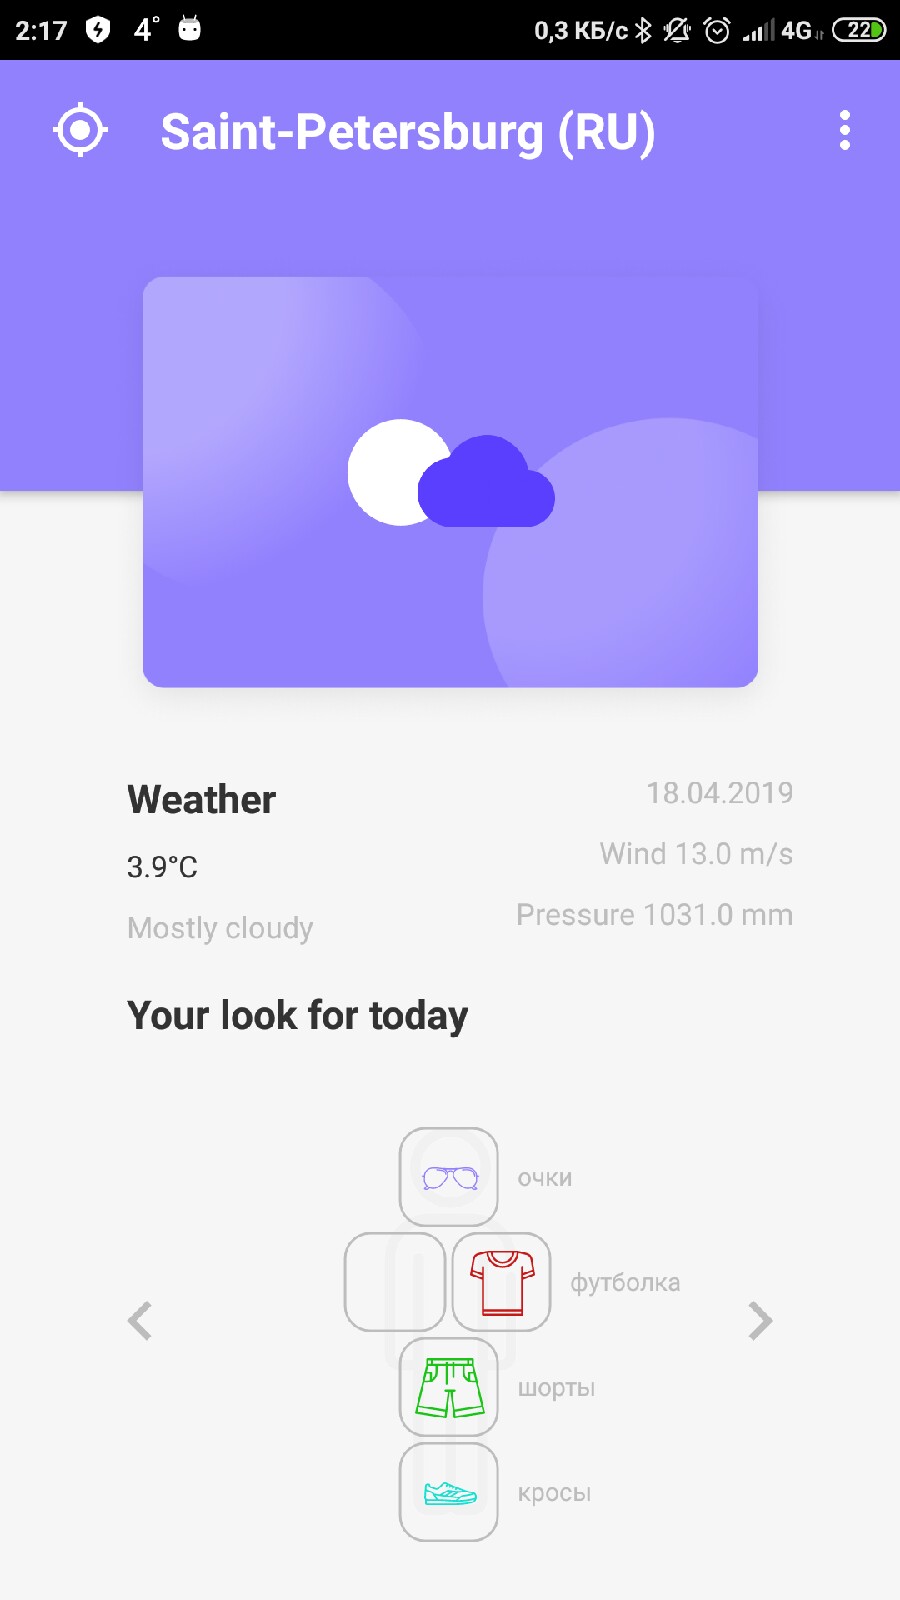 2:17 4° 0,3 КБ/с 4G 22
Saint-Petersburg (RU)
Weather
18.04.2019
3.9°C
Wind 13.0 m/s
Mostly cloudy
Pressure 1031.0 mm
Your look for today
очки
футболка
шорты
кросы